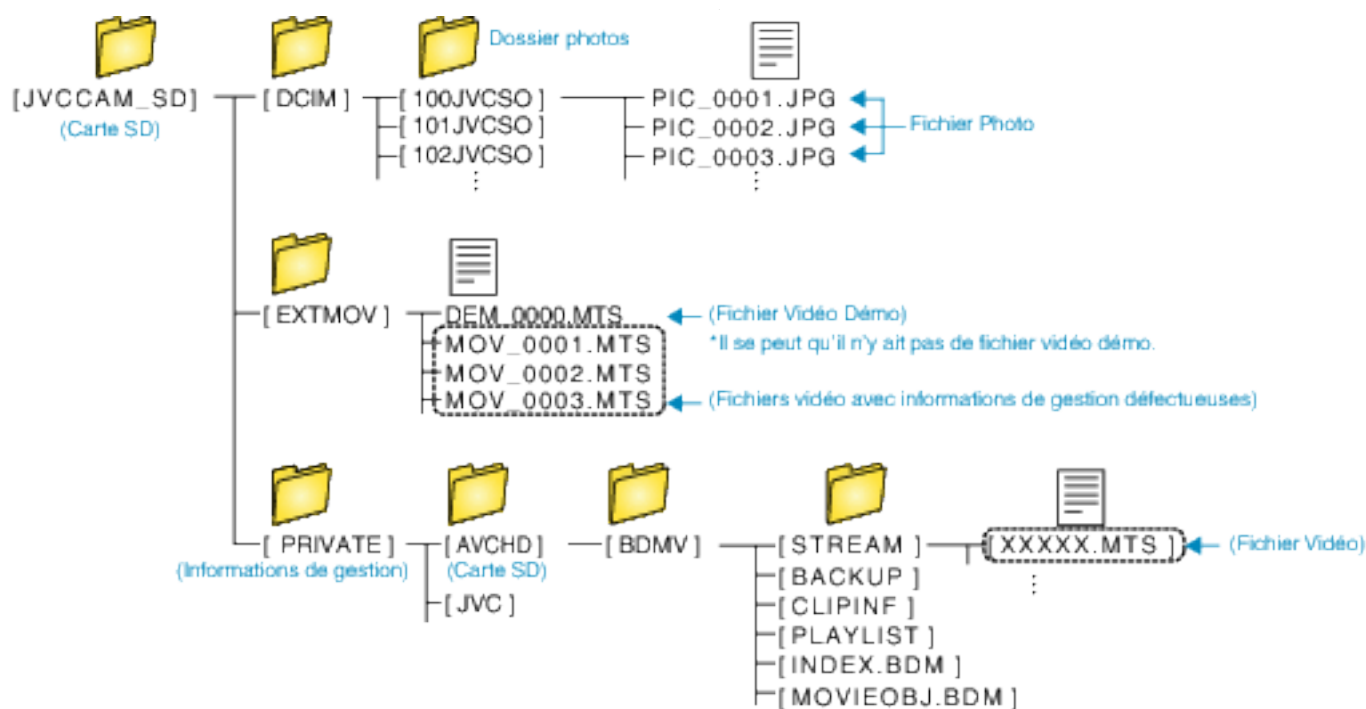 Dossier photos
[JVCCAM_SD] [DCIM] [100JVCSO] PIC_0001.JPG
(Carte SD) [101JVCSO] PIC_0002.JPG Fichier Photo
[102JVCSO] PIC_0003.JPG
[EXTMOV] DEM_0000.MTS (Fichier Vidéo Démo)
MOV_0001.MTS *Il se peut qu'il n'y ait pas de fichier vidéo démo.
MOV_0002.MTS
MOV_0003.MTS (Fichiers vidéo avec informations de gestion défectueuses)
[PRIVATE] [AVCHD] [BDMV] [STREAM] [XXXXX.MTS] (Fichier Vidéo)
(Informations de gestion) (Carte SD) [BACKUP]
[JVC] [CLIPINF]
[PLAYLIST]
[INDEX.BDM]
[MOVIEOBJ.BDM]